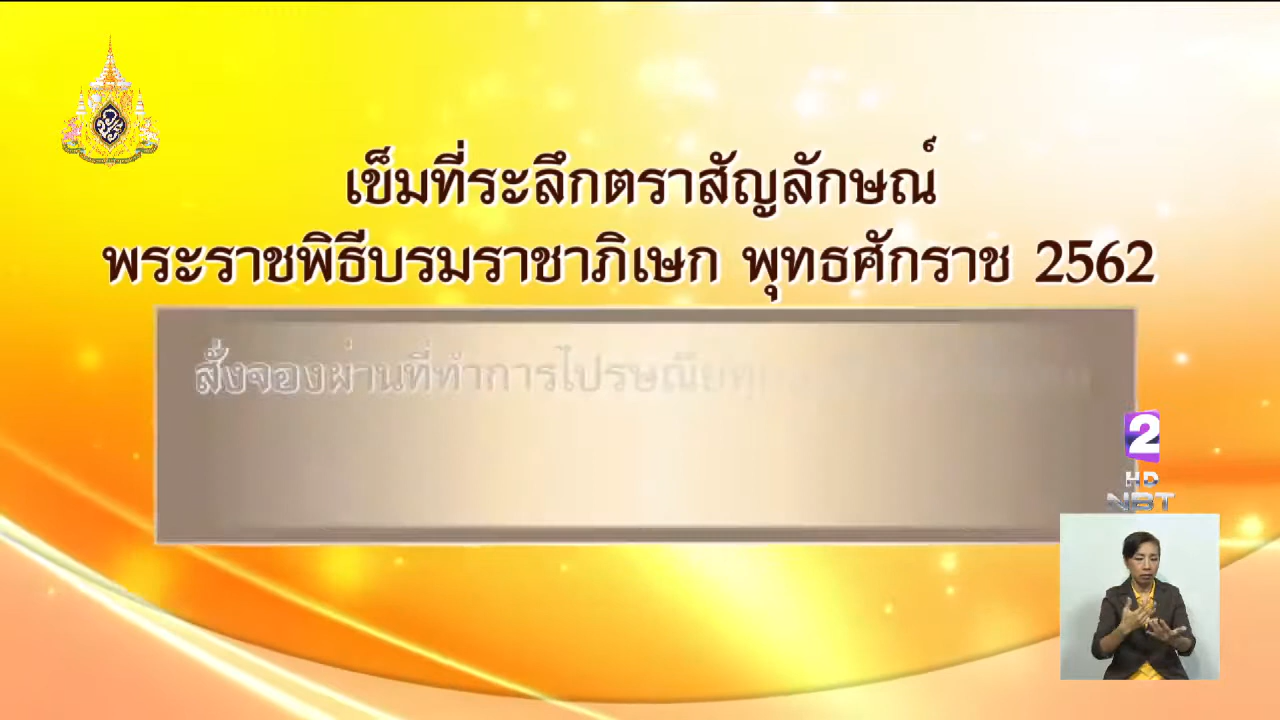 เข็มที่ระลึกตราสัญลักษณ์
พระราชพิธีบรมราชาภิเษก พุทธศักราช 2562
สั่งจองผ่านที่ทำการไปรษณีย์
2
HD
NBT